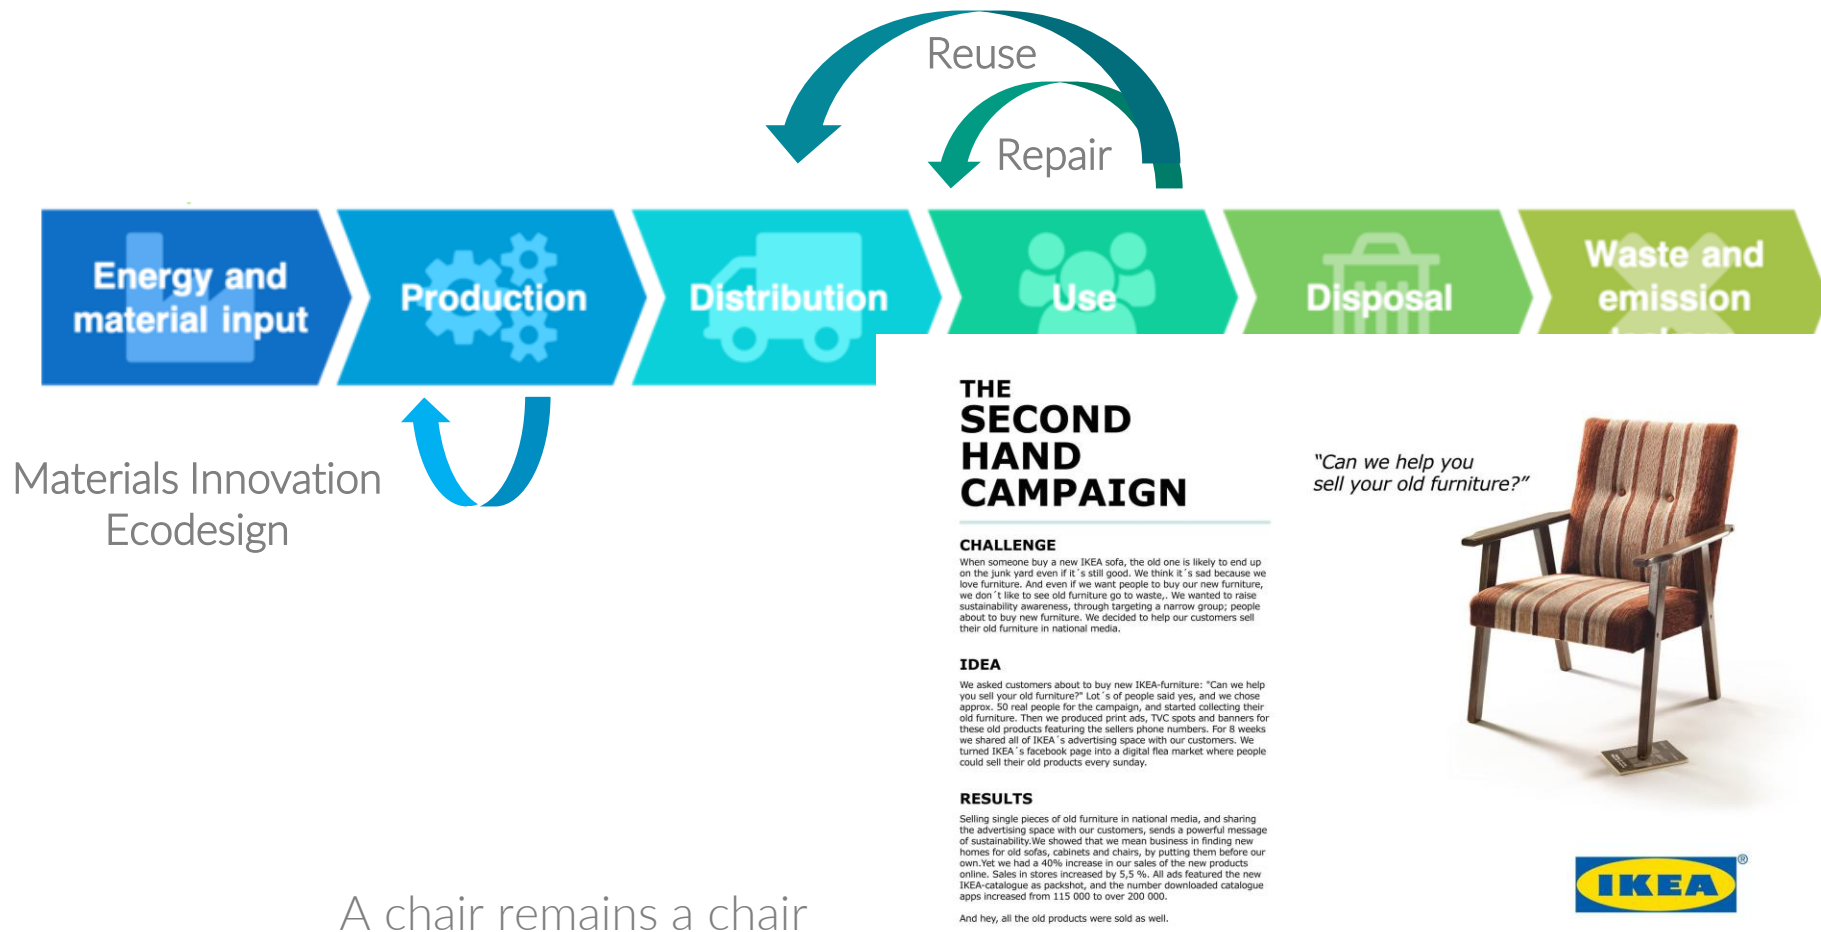 Reuse
Repair
Energy and
material input
Production
Distribution
Use
Disposal
Waste and
emission
Materials Innovation
Ecodesign
THE
SECOND
HAND
CAMPAIGN
CHALLENGE
When someone buy a new IKEA sofa, the old one is likely to end up
on the junk yard even if it´s still good. We think it´s sad because we
love furniture. And even if we want people to buy our new furniture,
we don´t like to see old furniture go to waste,. We wanted to raise
sustainability awareness, through targeting a narrow group; people
about to buy new furniture. We decided to help our customers sell
their old furniture in national media.
IDEA
We asked customers about to buy new IKEA-furniture: "Can we help
you sell your old furniture?" Lot´s of people said yes, and we chose
approx. 50 real people for the campaign, and started collecting their
old furniture. Then we produced print ads, TVC spots and banners for
these old products featuring the sellers phone numbers. For 8 weeks
we shared all of IKEA´s advertising space with our customers. We
turned IKEA´s facebook page into a digital flea market where people
could sell their old products every sunday.
RESULTS
Selling single pieces of old furniture in national media, and sharing
the advertising space with our customers, sends a powerful message
of sustainability.We showed that we mean business in finding new
homes for old sofas, cabinets and chairs, by putting them before our
own.Yet we had a 40% increase in our sales of the new products
online. Sales in stores increased by 5,5 %. All ads featured the new
IKEA-catalogue as packshot, and the number downloaded catalogue
apps increased from 115 000 to over 200 000.
And hey, all the old products were sold as well.
"Can we help you
sell your old furniture?"
IKEA®
A chair remains a chair